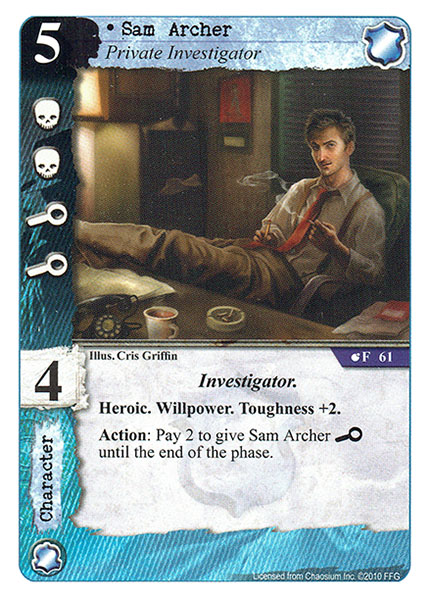 5
• Sam Archer
Private Investigator
Illus. Cris Griffin
F 61
4
Investigator.
Heroic. Willpower. Toughness +2.
Action: Pay 2 to give Sam Archer
until the end of the phase.
Character
Licensed from Chaosium Inc. ©2010 FFG